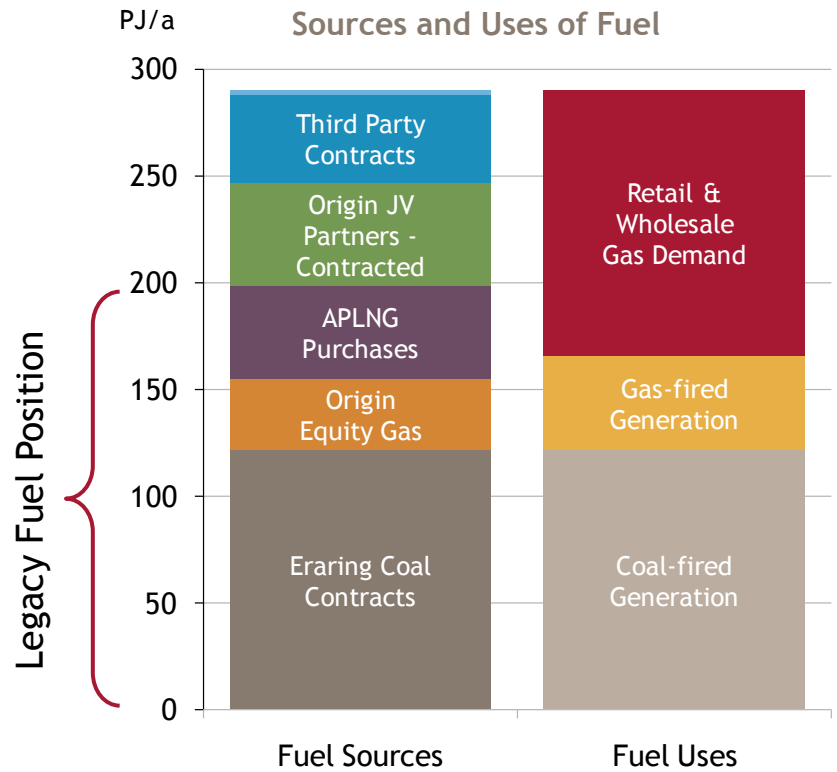 PJ/a
Sources and Uses of Fuel
300
250
200
150
100
50
0
Legacy Fuel Position
Third Party
Contracts
Origin JV
Partners -
Contracted
APLNG
Purchases
Origin
Equity Gas
Eraring Coal
Contracts
Retail &
Wholesale
Gas Demand
Gas-fired
Generation
Coal-fired
Generation
Fuel Sources
Fuel Uses